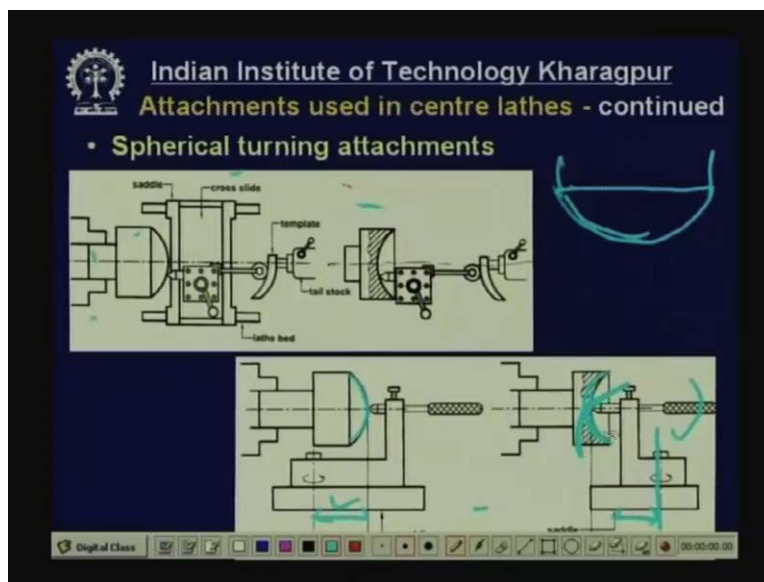 Indian Institute of Technology Kharagpur
Attachments used in centre lathes - continued
• Spherical turning attachments
saddle
cross slide
template
tail stock
lathe bed
R
saddle
Digital Class
00:00:00.00